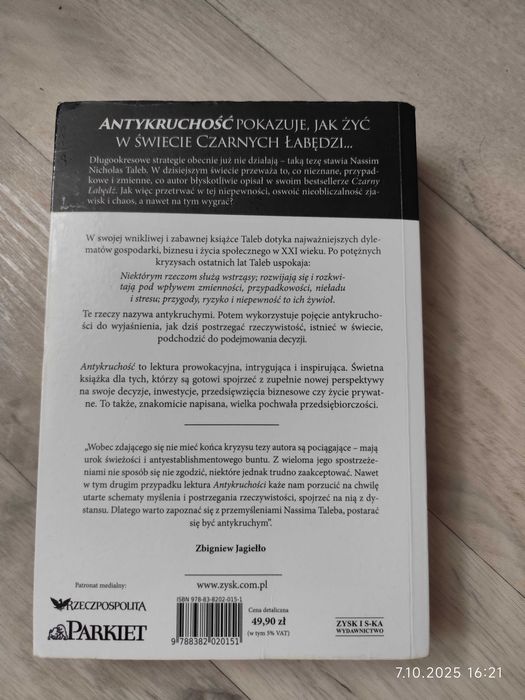 ANTYKRUCHOŚĆ POKAZUJE, JAK ŻYĆ
W ŚWIECIE CZARNYCH ŁABĘDZI...
Długookresowe strategie obecnie już nie działają – taką tezę stawia Nassim
Nicholas Taleb. W dzisiejszym świecie przeważa to, co nieznane, przypad-
kowe i zmienne, co autor błyskotliwie opisał w swoim bestsellerze Czarny
Łabędź. Jak więc przetrwać w tej niepewności, oswoić nieobliczalność zja-
wisk i chaos, a nawet na tym wygrać?
W swojej wnikliwej i zabawnej książce Taleb dotyka najważniejszych dyle-
matów gospodarki, biznesu i życia społecznego w XXI wieku. Po potężnych
kryzysach ostatnich lat Taleb uspokaja:
Niektórym rzeczom służą wstrząsy; rozwijają się i rozkwi-
tają pod wpływem zmienności, przypadkowości, nieładu
i stresu; przygody, ryzyko i niepewność to ich żywioł.
Te rzeczy nazywa antykruchymi. Potem wykorzystuje pojęcie antykrucho-
ści do wyjaśnienia, jak dziś postrzegać rzeczywistość, istnieć w świecie,
podchodzić do podejmowania decyzji.
Antykruchość to lektura prowokacyjna, intrygująca i inspirująca. Świetna
książka dla tych, którzy są gotowi spojrzeć z zupełnie nowej perspektywy
na swoje decyzje, inwestycje, przedsięwzięcia biznesowe czy życie prywat-
ne. To także, znakomicie napisana, wielka pochwała przedsiębiorczości.
„Wobec zdającego się nie mieć końca kryzysu tezy autora są pociągające – mają
urok świeżości i antyestablishmentowego buntu. Z wieloma jego spostrzeże-
niami nie sposób się nie zgodzić, niektóre jednak trudno zaakceptować. Nawet
w tym drugim przypadku lektura Antykruchości każe nam porzucić na chwilę
utarte schematy myślenia i postrzegania rzeczywistości, spojrzeć na nią z dy-
stansu. Dlatego warto zapoznać się z przemyśleniami Nassima Taleba, postarać
się być antykruchym”.
Zbigniew Jagiełło
Patronat medialny:
RZECZPOSPOLITA
PARKIET
www.zysk.com.pl
ISBN 978-83-8202-015-1
9 788382 020151
Cena detaliczna
49,90 zł
(w tym 5% VAT)
ZYSK I S-KA
WYDAWNICTWO
7.10.2025 16:21